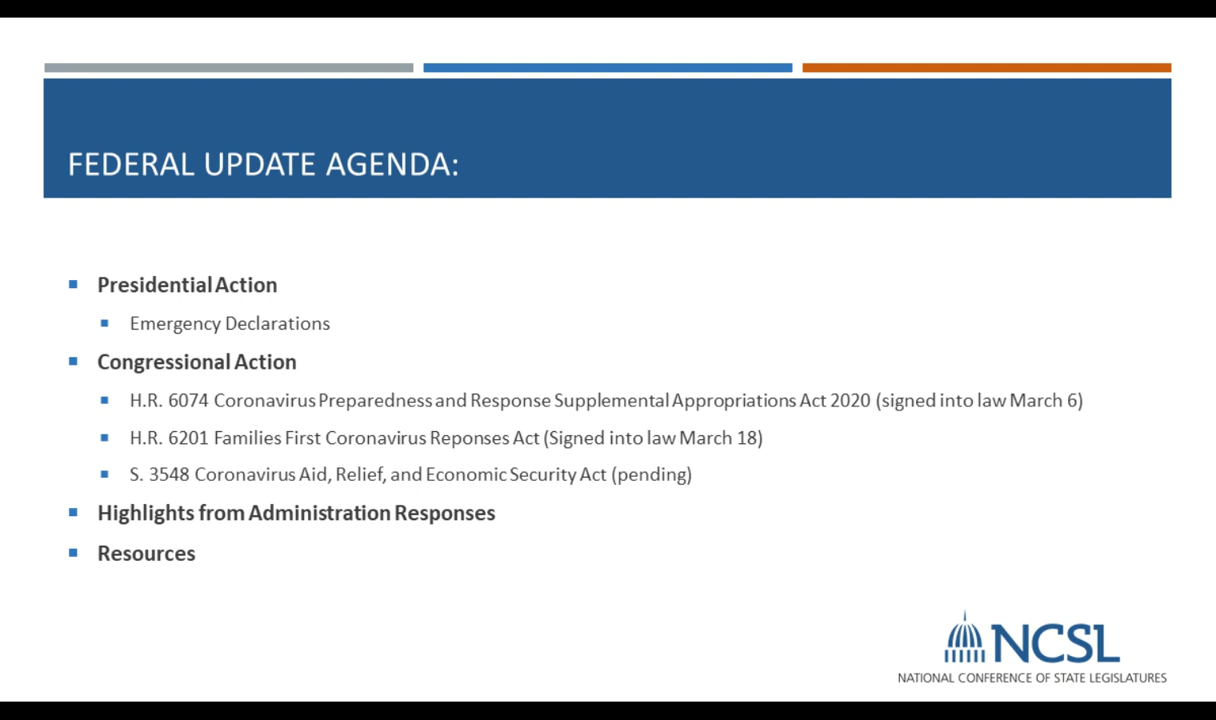 FEDERAL UPDATE AGENDA:
Presidential Action
Emergency Declarations
Congressional Action
H.R. 6074 Coronavirus Preparedness and Response Supplemental Appropriations Act 2020 (signed into law March 6)
H.R. 6201 Families First Coronavirus Reponses Act (Signed into law March 18)
S. 3548 Coronavirus Aid, Relief, and Economic Security Act (pending)
Highlights from Administration Responses
Resources
NCSL
NATIONAL CONFERENCE OF STATE LEGISLATURES